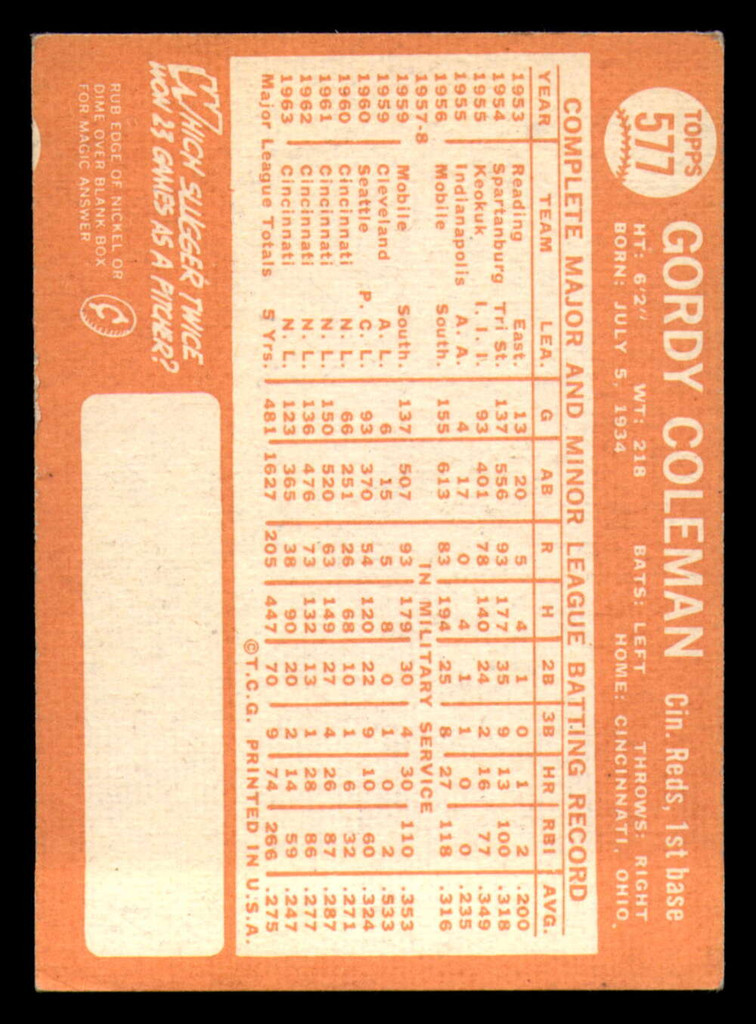 TOPPS
577
GORDY COLEMAN Cin. Reds, 1st base
HT: 6'2" WT: 218 BATS: LEFT THROWS: RIGHT
BORN: JULY 5, 1934 HOME: CINCINNATI, OHIO
COMPLETE MAJOR AND MINOR LEAGUE BATTING RECORD
YEAR TEAM LEA. G AB R H 2B 3B HR RBI AVG.
1953 Reading East. 13 20 5 4 1 0 1 2 .200
1954 Spartanburg Tri St. 137 556 93 177 35 9 13 100 .318
1955 Keokuk I. I. I. 93 401 78 140 24 2 16 77 .349
1955 Indianapolis A. A. 4 17 0 4 1 1 0 0 .235
1956 Mobile South. 155 613 83 194 25 8 27 118 .316
1957-8 IN MILITARY SERVICE
1959 Mobile South. 137 507 93 179 30 4 30 110 .353
1959 Cleveland A. L. 6 15 5 8 0 1 0 2 .533
1960 Seattle P. C. L. 93 370 54 120 22 9 10 60 .324
1960 Cincinnati N. L. 66 251 26 68 10 1 6 32 .271
1961 Cincinnati N. L. 150 520 63 149 27 4 26 87 .287
1962 Cincinnati N. L. 136 476 73 132 13 1 28 86 .277
1963 Cincinnati N. L. 123 365 38 90 20 2 14 59 .247
Major League Totals 5 Yrs. 481 1627 205 447 70 9 74 266 .275
©T.C.G. PRINTED IN U.S.A.
WHICH SLUGGER TWICE
WON 23 GAMES AS A PITCHER?
RUB EDGE OF NICKEL OR
DIME OVER BLANK BOX
FOR MAGIC ANSWER